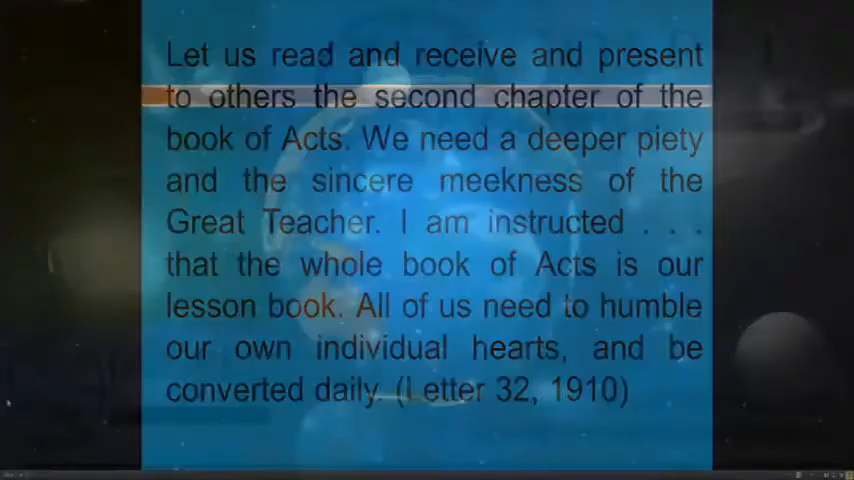 Let us read and receive and present
to others the second chapter of the
book of Acts. We need a deeper piety
and the sincere meekness of the
Great Teacher. I am instructed . . .
that the whole book of Acts is our
lesson book. All of us need to humble
our own individual hearts, and be
converted daily. (Letter 32, 1910)